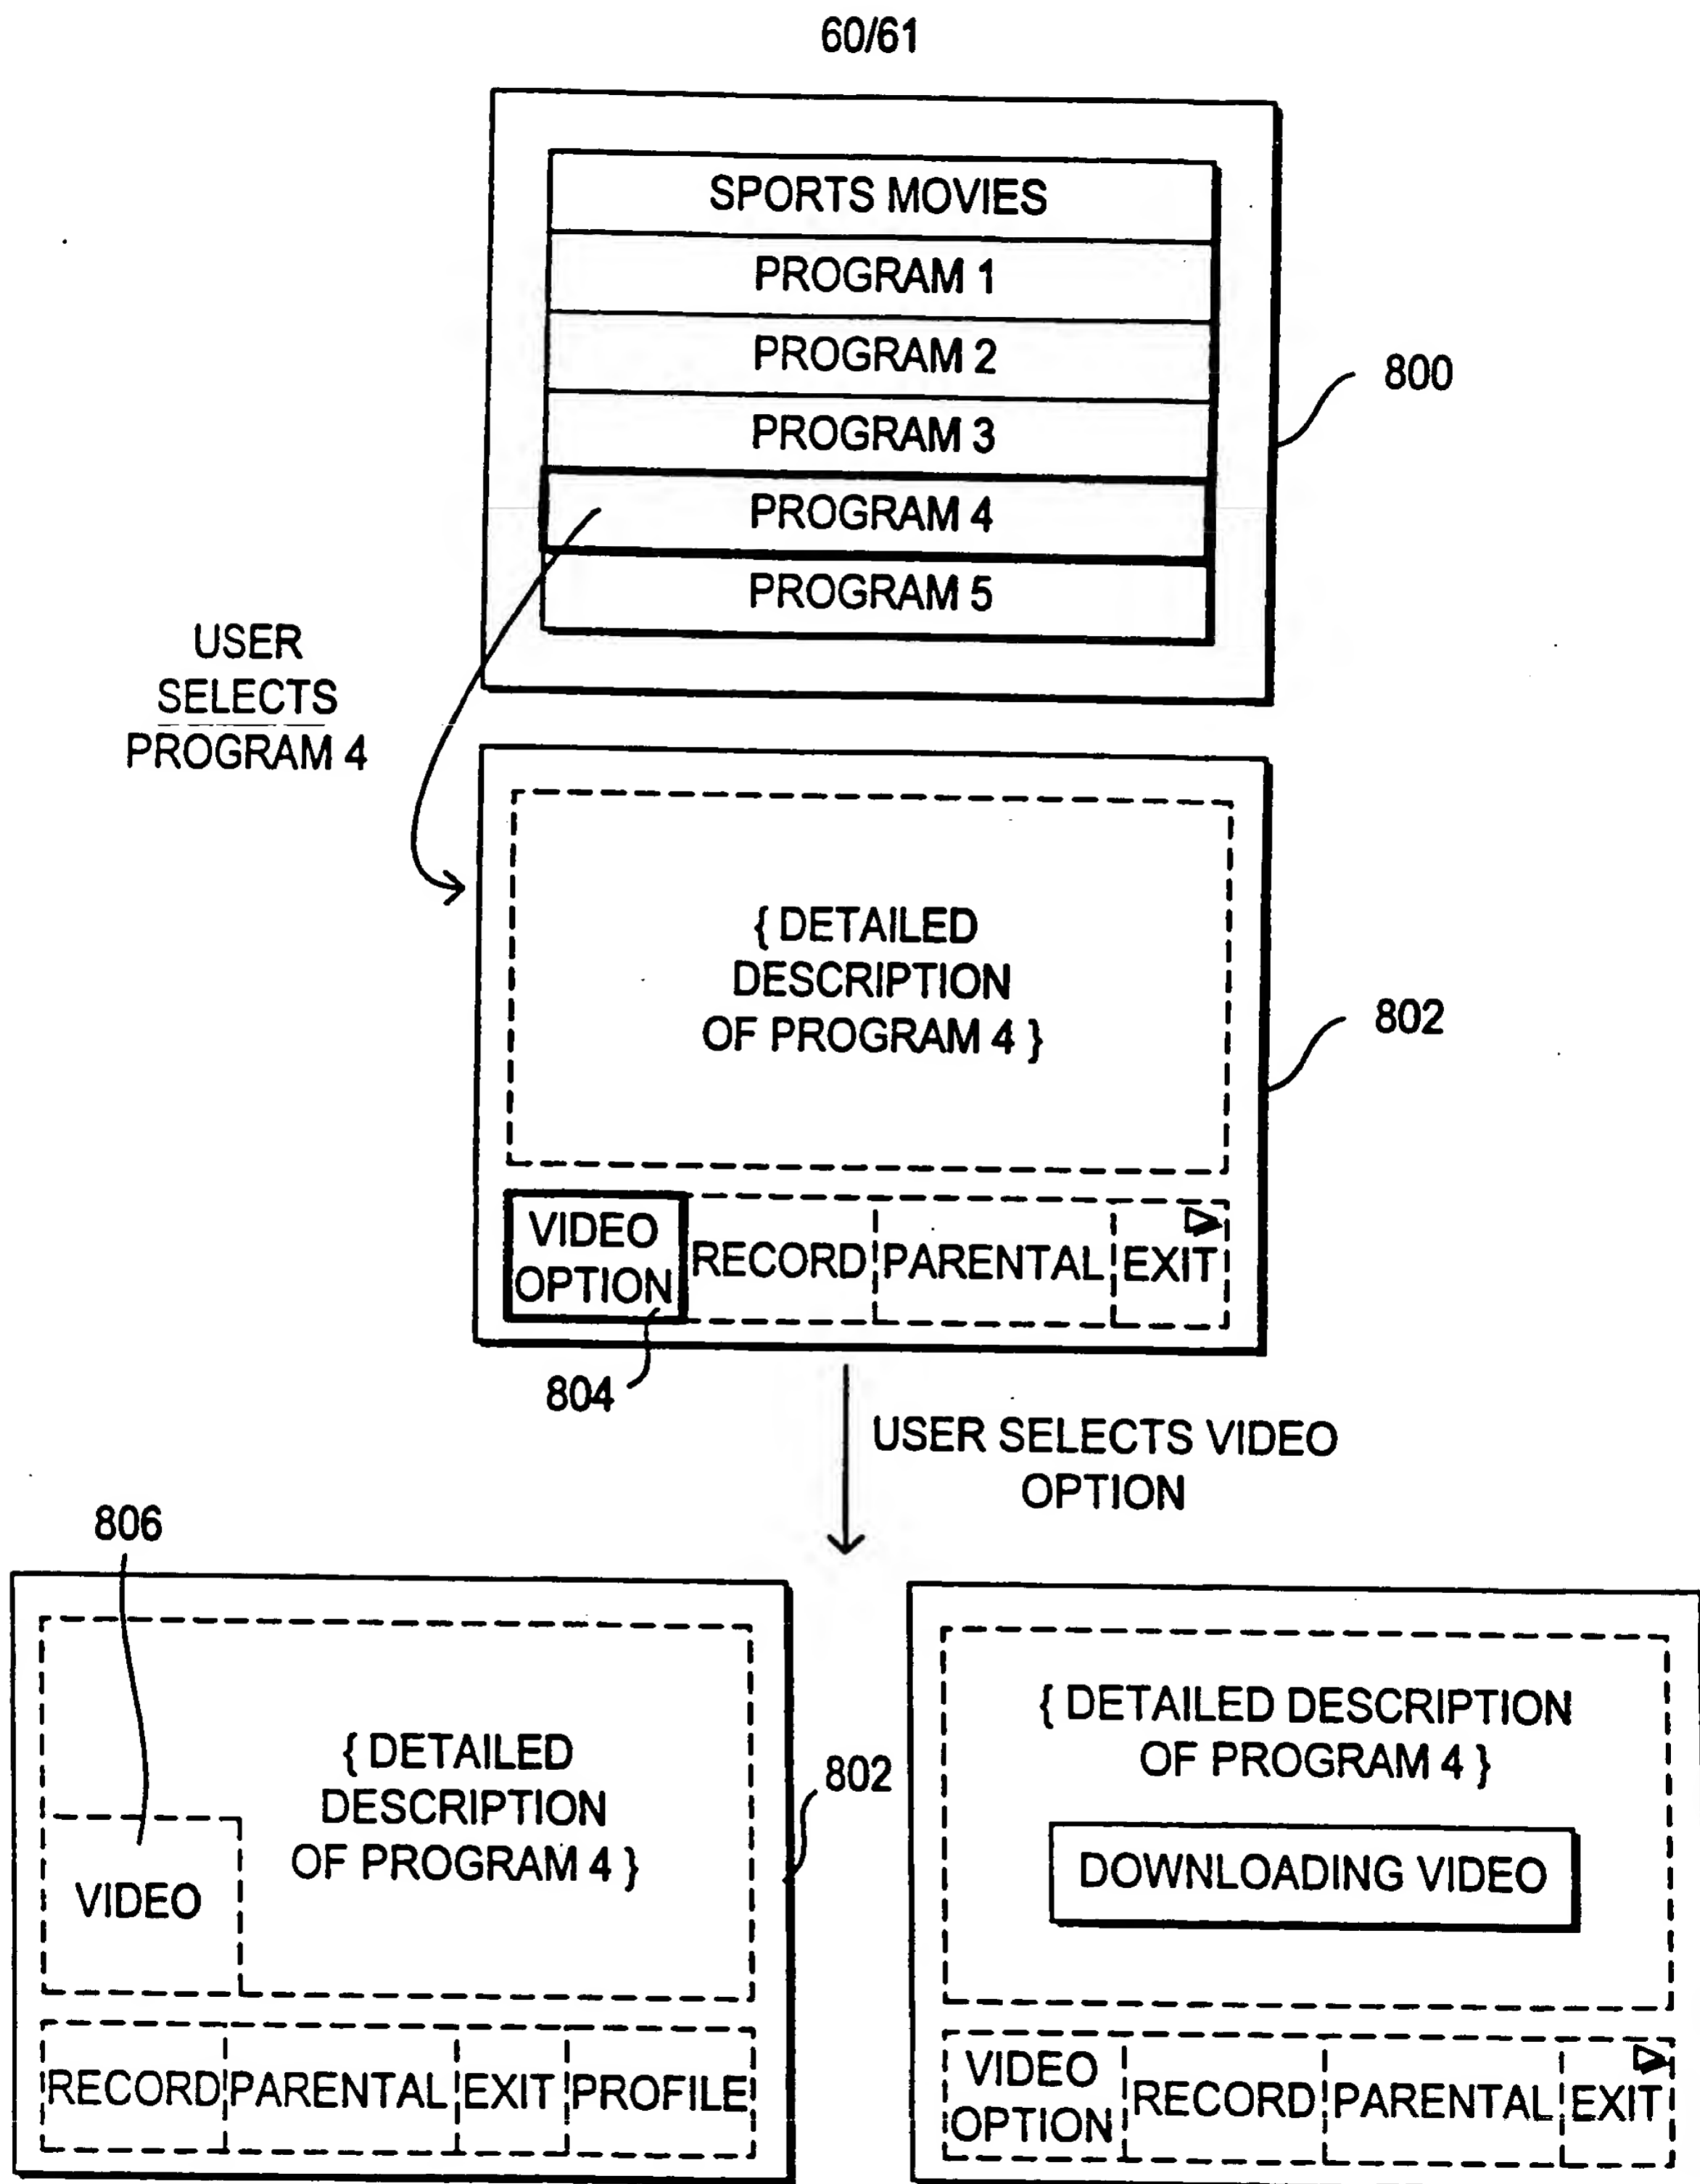 60/61
SPORTS MOVIES
PROGRAM 1
PROGRAM 2
800
PROGRAM 3
PROGRAM 4
PROGRAM 5
USER
SELECTS
PROGRAM 4
{ DETAILED
DESCRIPTION
OF PROGRAM 4 }
802
VIDEO
OPTION
RECORD
PARENTAL
EXIT
804
USER SELECTS VIDEO
OPTION
806
{ DETAILED
DESCRIPTION
OF PROGRAM 4 }
VIDEO
802
RECORD
PARENTAL
EXIT
PROFILE
{ DETAILED DESCRIPTION
OF PROGRAM 4 }
DOWNLOADING VIDEO
VIDEO
OPTION
RECORD
PARENTAL
EXIT